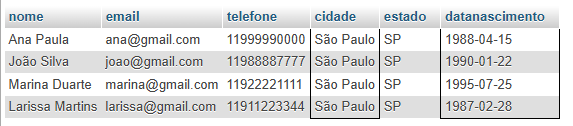 nome email telefone cidade estado datanascimento
Ana Paula ana@gmail.com 11999990000 São Paulo SP 1988-04-15
João Silva joao@gmail.com 11988887777 São Paulo SP 1990-01-22
Marina Duarte marina@gmail.com 11922221111 São Paulo SP 1995-07-25
Larissa Martins larissa@gmail.com 11911223344 São Paulo SP 1987-02-28